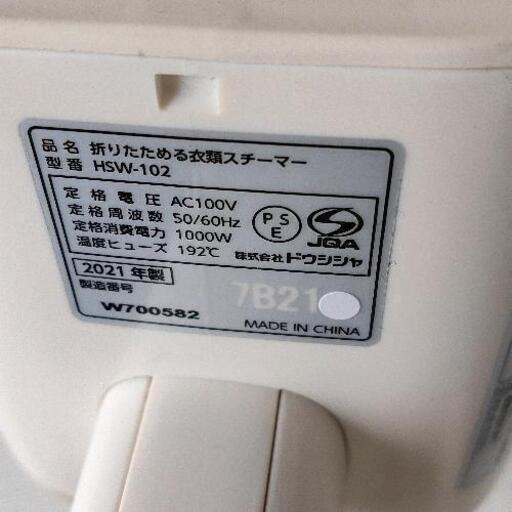 品名 折りたためる衣類スチーマー
型番 HSW-102
定格電圧 AC100V
定格周波数 50/60Hz
定格消費電力 1000W
温度ヒューズ 192℃
PSE
JQA
株式会社ドウシシャ
2021年製
製造番号
7B21
W700582
MADE IN CHINA